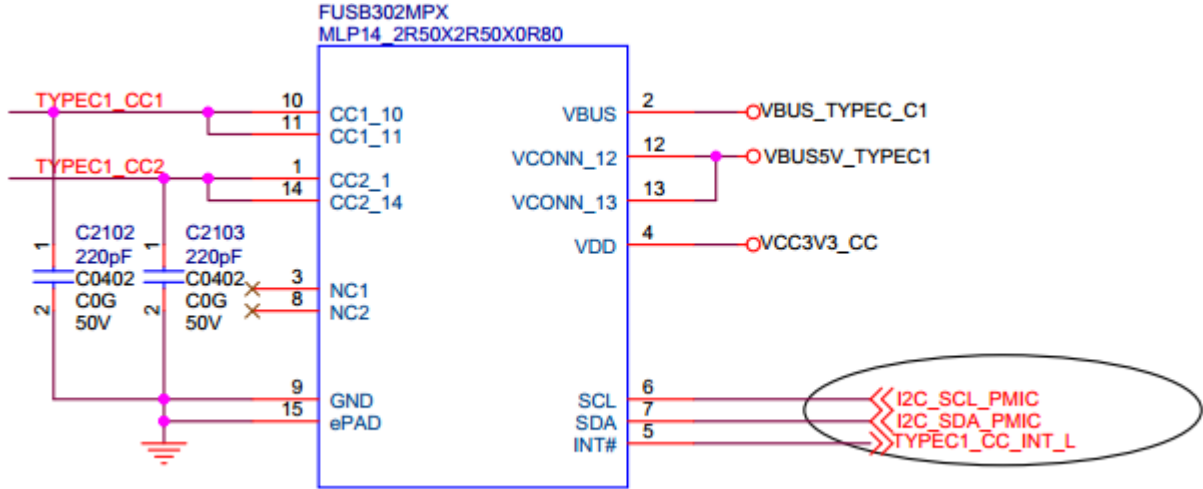 FUSB302MPX
MLP14_2R50X2R50X0R80
TYPEC1_CC1
10
CC1_10
11
CC1_11
TYPEC1_CC2
1
CC2_1
14
CC2_14
C2102
220pF
C0402
C0G
50V
1
2
C2103
220pF
C0402
C0G
50V
1
2
3
NC1
8
NC2
9
GND
15
ePAD
VBUS
2
VBUS_TYPEC_C1
VCONN_12
12
VBUS5V_TYPEC1
VCONN_13
13
VDD
4
VCC3V3_CC
SCL
6
I2C_SCL_PMIC
SDA
7
I2C_SDA_PMIC
INT#
5
TYPEC1_CC_INT_L